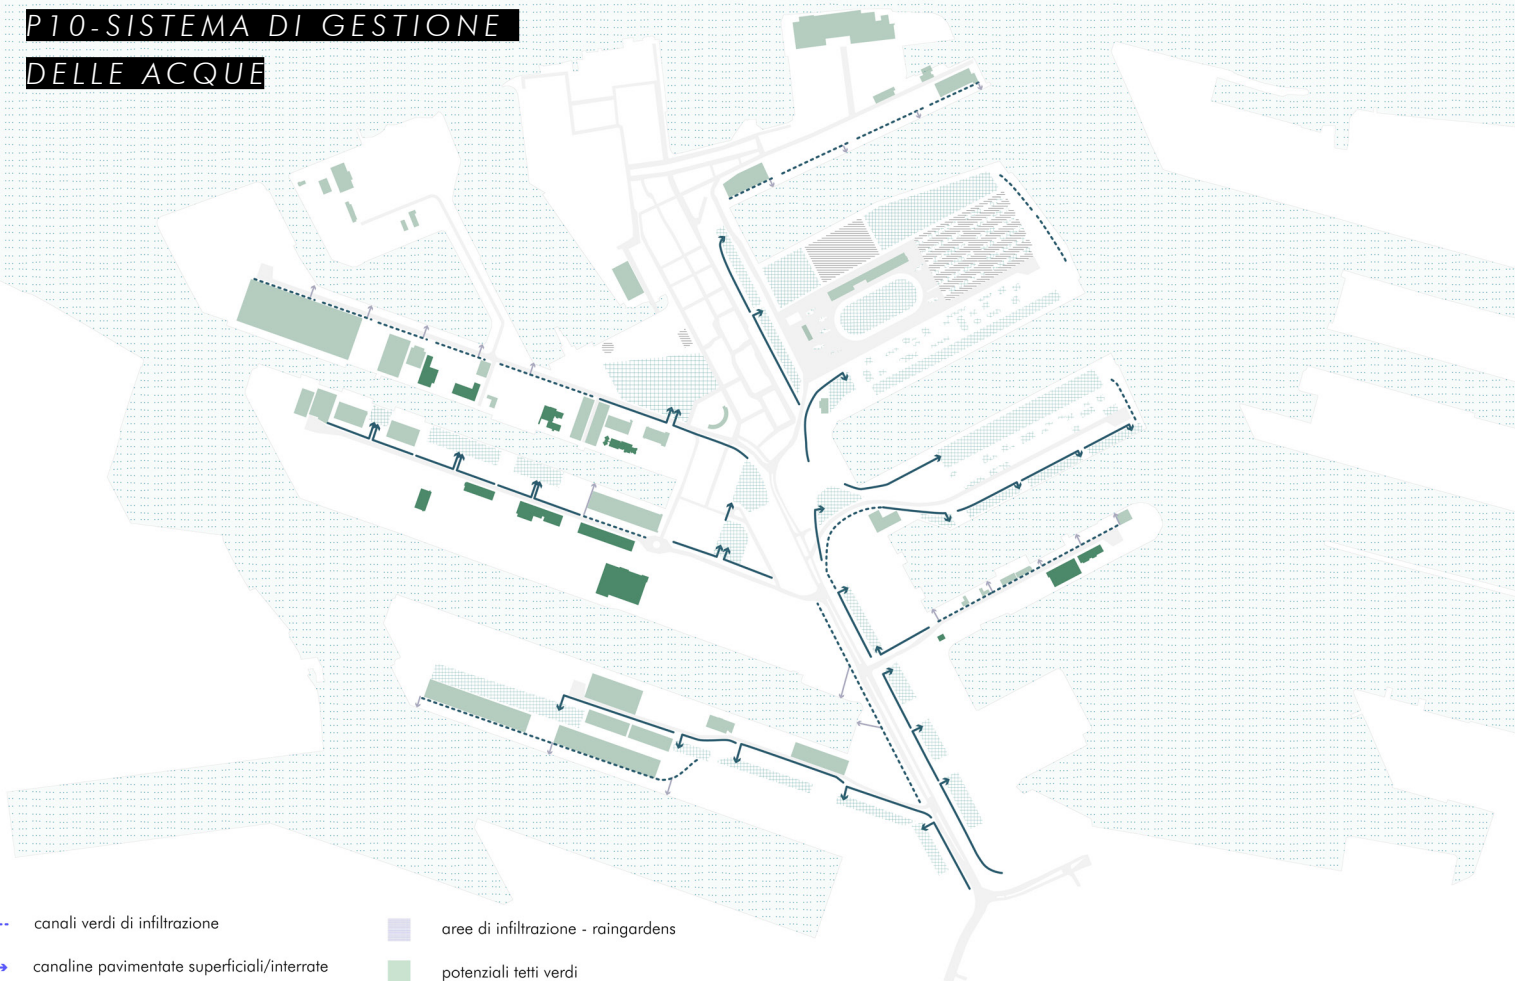 P10-SISTEMA DI GESTIONE
DELLE ACQUE
canali verdi di infiltrazione
canaline pavimentate superficiali/interrate
aree di infiltrazione - raingardens
potenziali tetti verdi